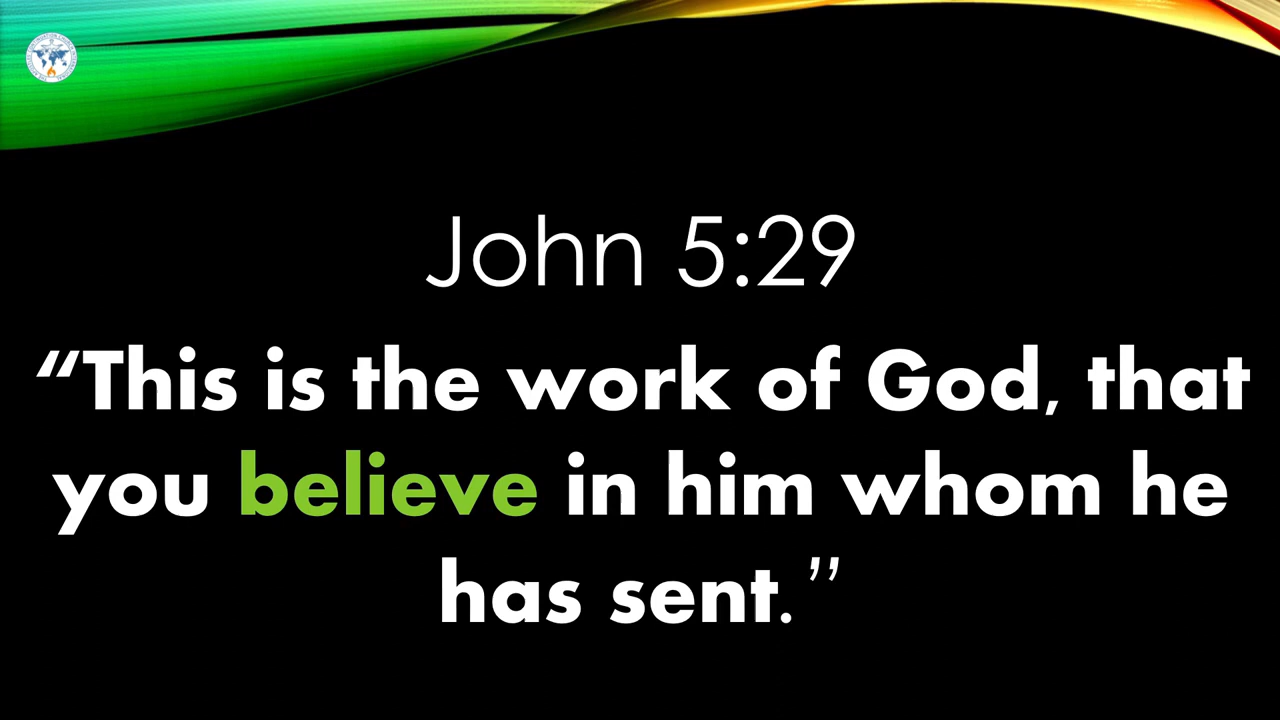 John 5:29
“This is the work of God, that
you believe in him whom he
has sent.”